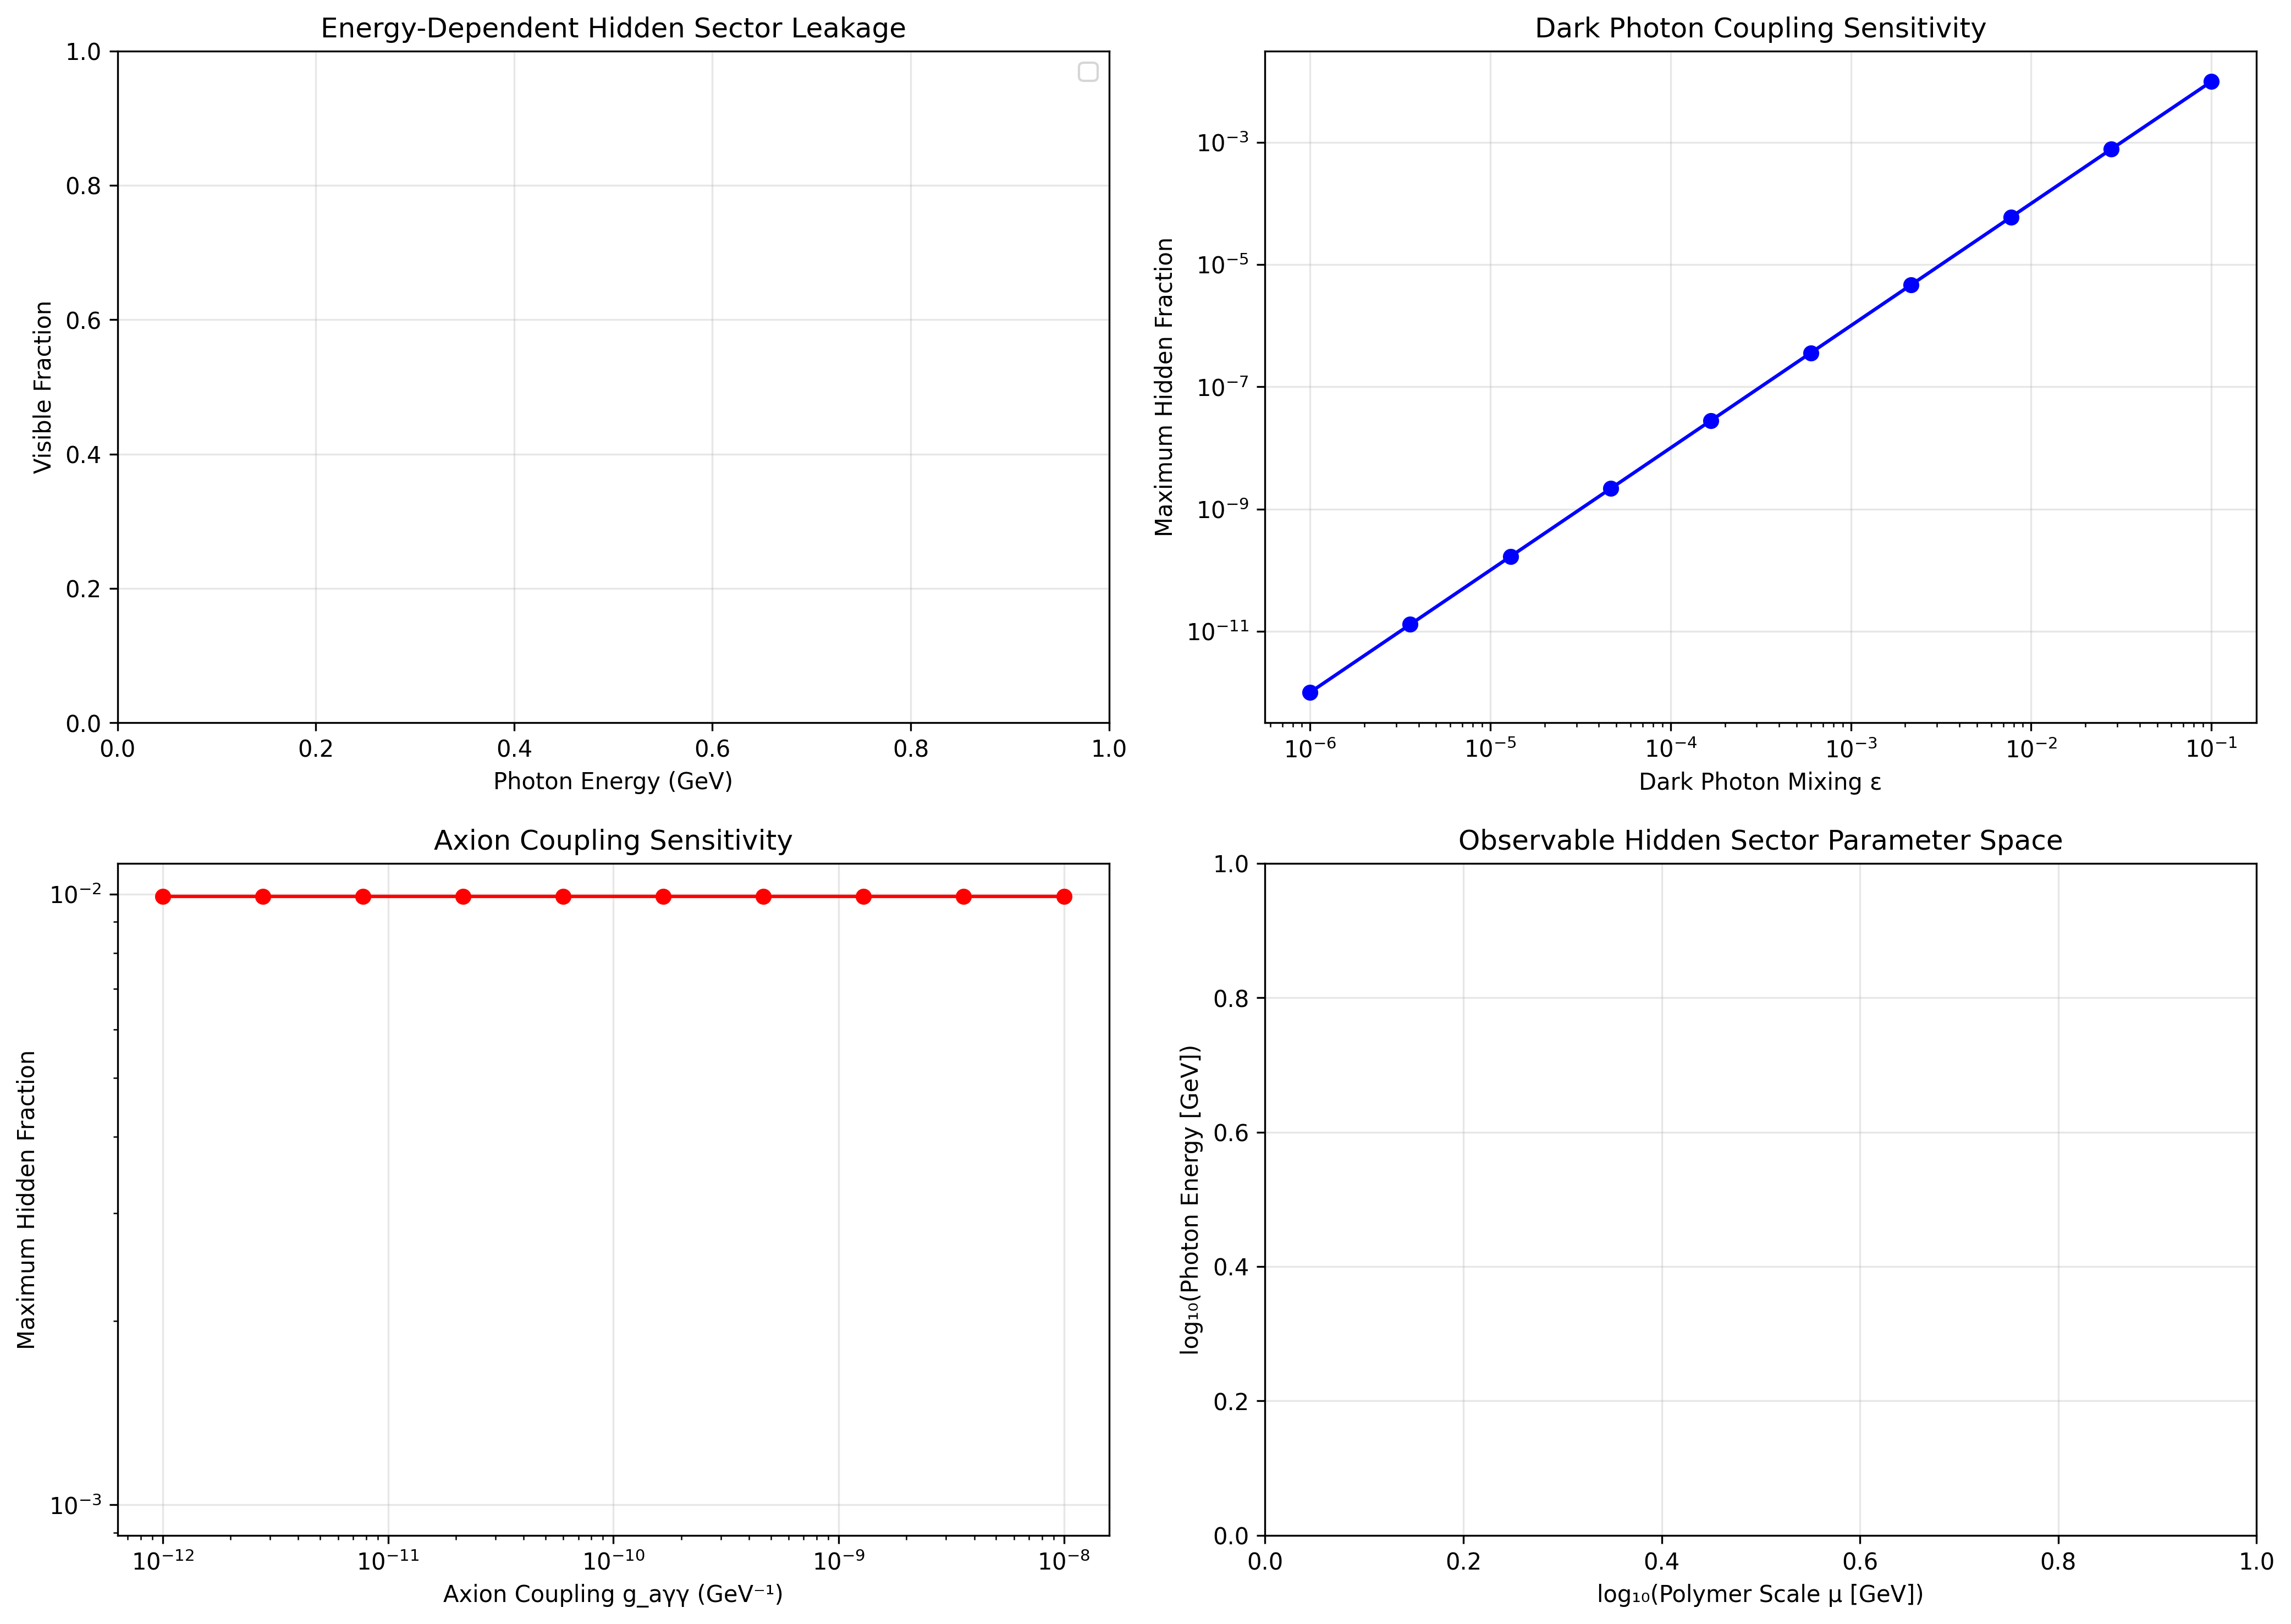 Energy-Dependent Hidden Sector Leakage
1.0
0.8
0.6
0.4
0.2
0.0
Visible Fraction
0.0 0.2 0.4 0.6 0.8 1.0
Photon Energy (GeV)
Dark Photon Coupling Sensitivity
10⁻³
10⁻⁵
10⁻⁷
10⁻⁹
10⁻¹¹
Maximum Hidden Fraction
10⁻⁶ 10⁻⁵ 10⁻⁴ 10⁻³ 10⁻² 10⁻¹
Dark Photon Mixing ε
Axion Coupling Sensitivity
10⁻²
10⁻³
Maximum Hidden Fraction
10⁻¹² 10⁻¹¹ 10⁻¹⁰ 10⁻⁹ 10⁻⁸
Axion Coupling g_aγγ (GeV⁻¹)
Observable Hidden Sector Parameter Space
1.0
0.8
0.6
0.4
0.2
0.0
log₁₀(Photon Energy [GeV])
0.0 0.2 0.4 0.6 0.8 1.0
log₁₀(Polymer Scale μ [GeV])